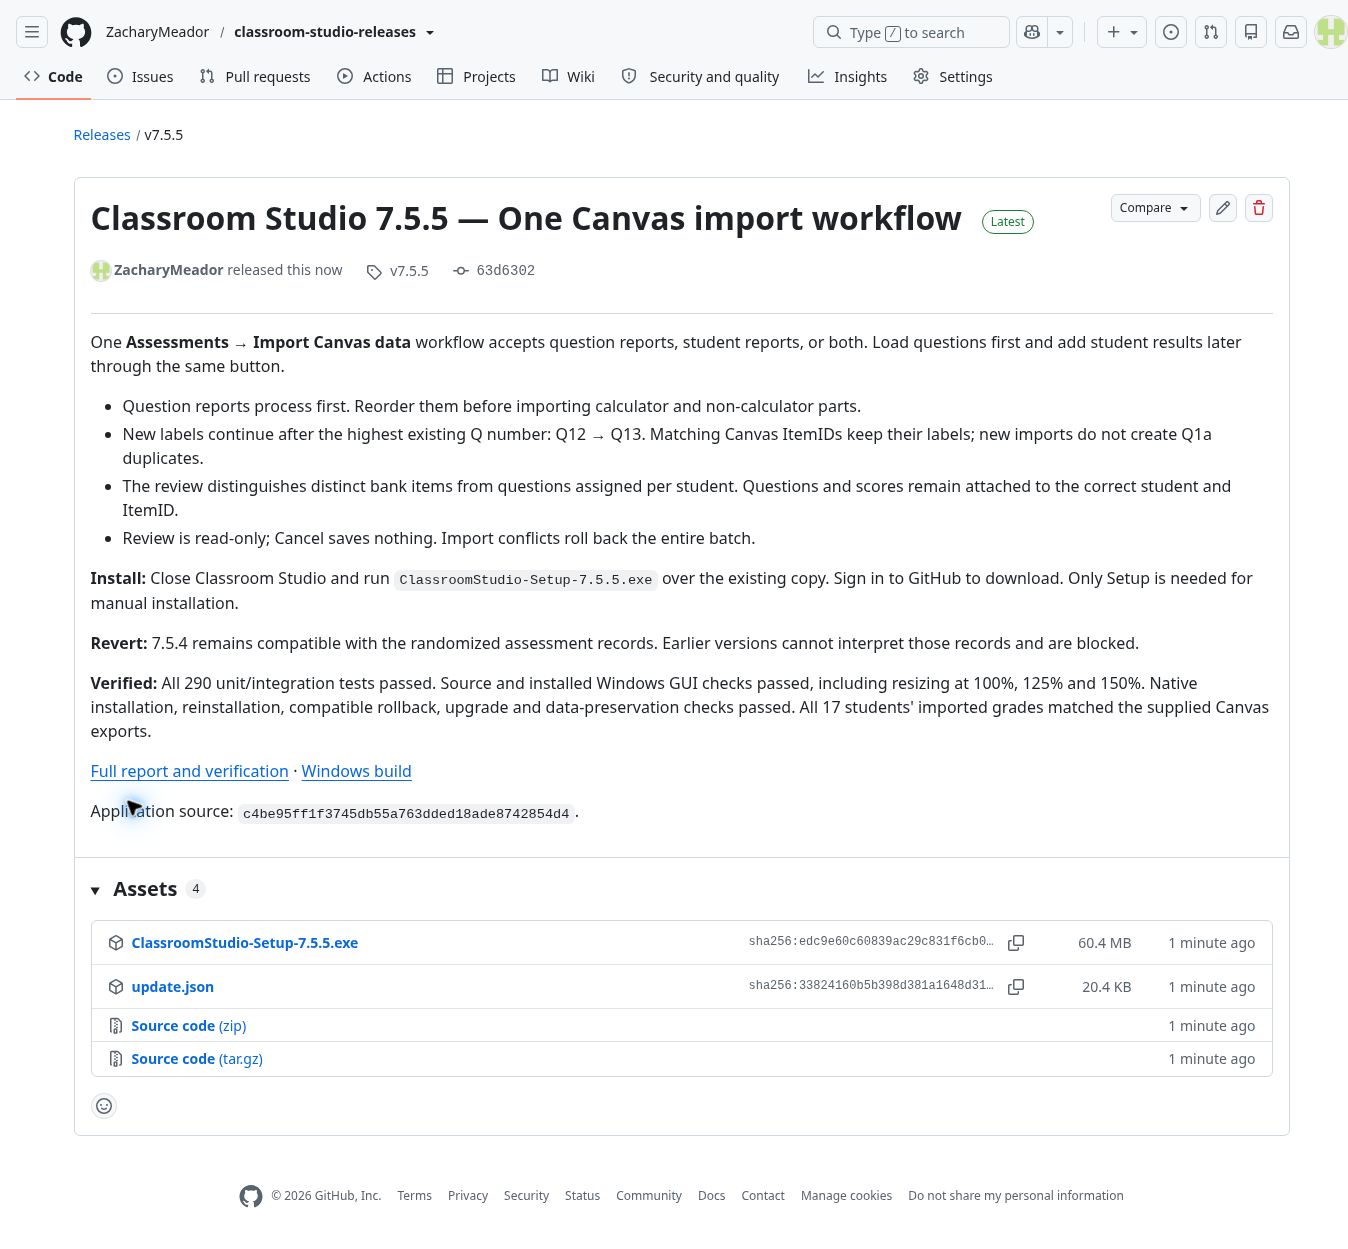 ZacharyMeador / classroom-studio-releases
Type / to search
Code Issues Pull requests Actions Projects Wiki Security and quality Insights Settings
Releases / v7.5.5
Classroom Studio 7.5.5 — One Canvas import workflow Latest
Compare
ZacharyMeador released this now v7.5.5 63d6302
One Assessments → Import Canvas data workflow accepts question reports, student reports, or both. Load questions first and add student results later
through the same button.
• Question reports process first. Reorder them before importing calculator and non-calculator parts.
• New labels continue after the highest existing Q number: Q12 → Q13. Matching Canvas ItemIDs keep their labels; new imports do not create Q1a
duplicates.
• The review distinguishes distinct bank items from questions assigned per student. Questions and scores remain attached to the correct student and
ItemID.
• Review is read-only; Cancel saves nothing. Import conflicts roll back the entire batch.
Install: Close Classroom Studio and run ClassroomStudio-Setup-7.5.5.exe over the existing copy. Sign in to GitHub to download. Only Setup is needed for
manual installation.
Revert: 7.5.4 remains compatible with the randomized assessment records. Earlier versions cannot interpret those records and are blocked.
Verified: All 290 unit/integration tests passed. Source and installed Windows GUI checks passed, including resizing at 100%, 125% and 150%. Native
installation, reinstallation, compatible rollback, upgrade and data-preservation checks passed. All 17 students' imported grades matched the supplied Canvas
exports.
Full report and verification · Windows build
Application source: c4be95ff1f3745db55a763dded18ade8742854d4.
Assets 4
ClassroomStudio-Setup-7.5.5.exe sha256:edc9e60c60839ac29c831f6cb0… 60.4 MB 1 minute ago
update.json sha256:33824160b5b398d381a1648d31… 20.4 KB 1 minute ago
Source code (zip) 1 minute ago
Source code (tar.gz) 1 minute ago
© 2026 GitHub, Inc. Terms Privacy Security Status Community Docs Contact Manage cookies Do not share my personal information